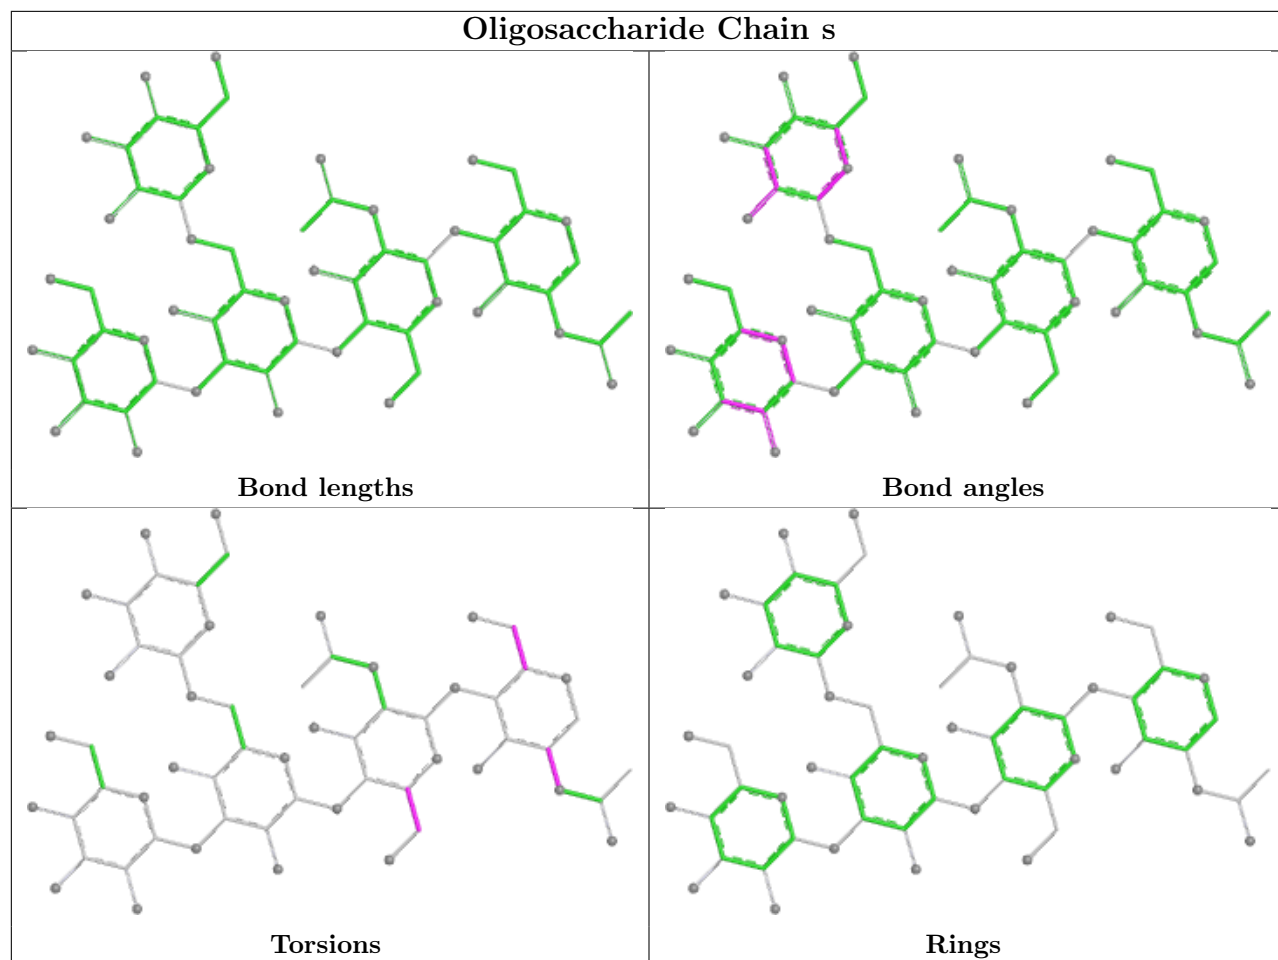 Oligosaccharide Chain s
Bond lengths
Bond angles
Torsions
Rings